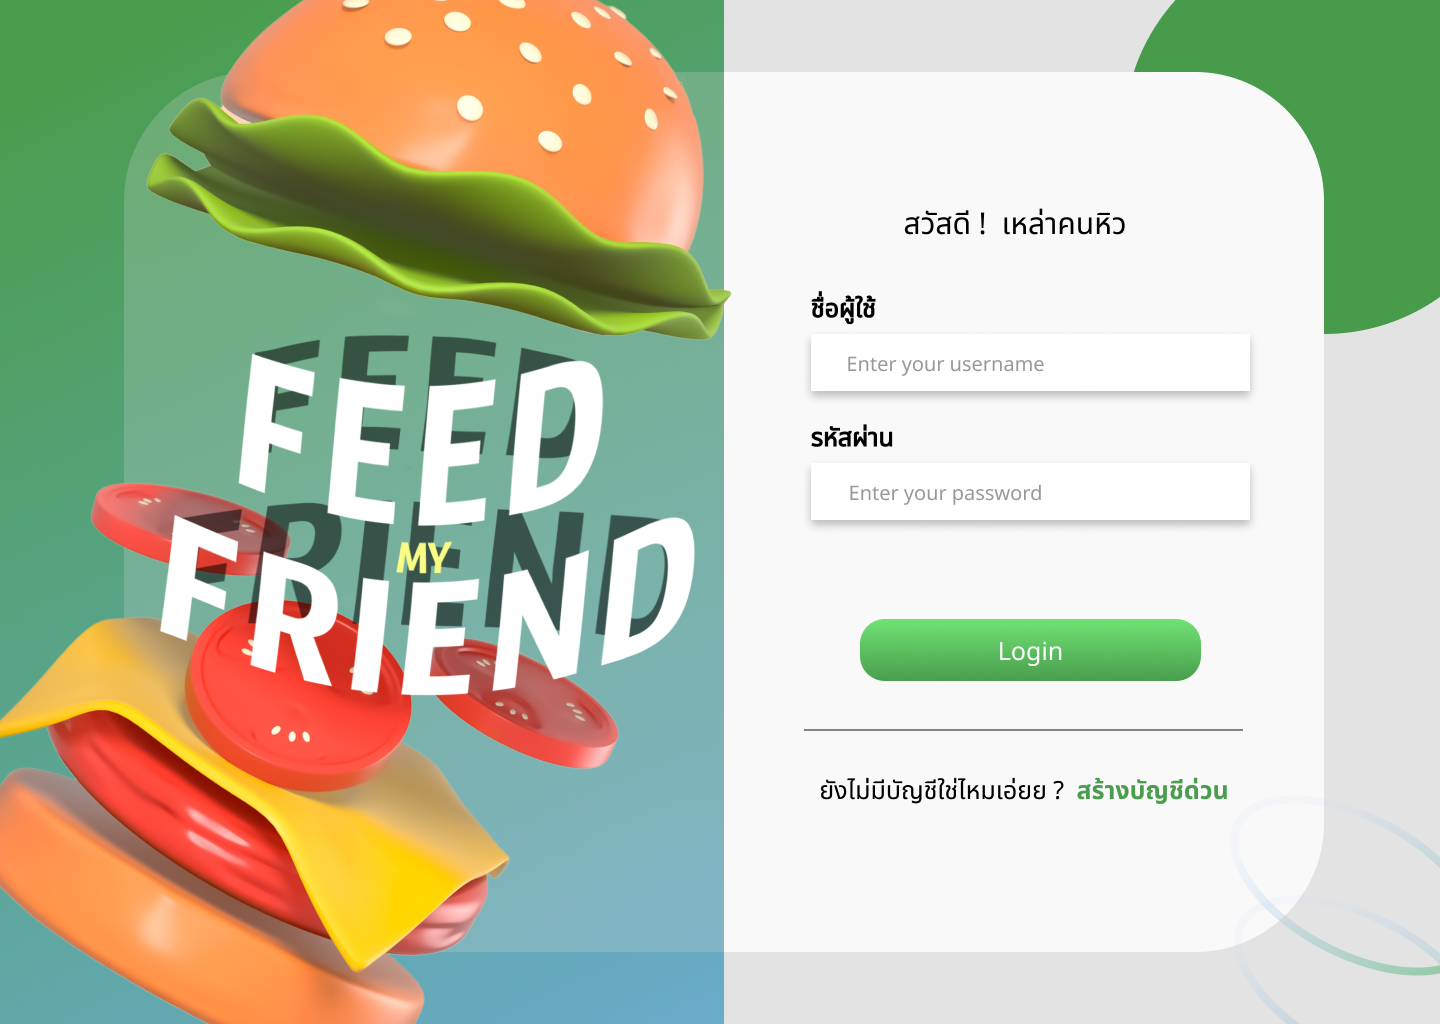 FEED
MY
FRIEND
สวัสดี ! เหล่าคนหิว
ชื่อผู้ใช้
Enter your username
รหัสผ่าน
Enter your password
Login
ยังไม่มีบัญชีใช่ไหมเอ่ยย ? สร้างบัญชีด่วน